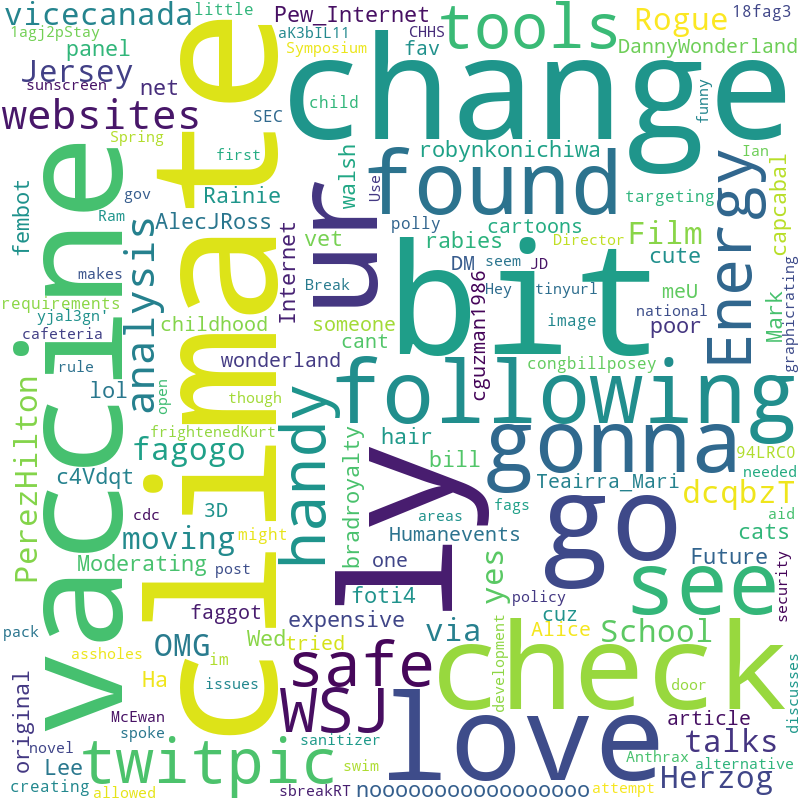 vicecanada
little
Pew_Internet
tools
Rogue
18fag3
1agj2pStay
aK3bIL11
CHHS
DannyWonderland
panel
Symposium
fav
change
Jersey
sunscreen
net
child
funny
websites
SEC
robynkonichiwa
Spring
first
walsh
found
Ian
vaccine
climate
gov
Rainie
Use
targeting
Energy
capcabal
fembot
Ram
AlecJRoss
ur
polly
cartoons
Film
analysis
Internet
vet
rabies
Director
cute
makes
DM
seem
JD
bit
Break
Hey
tinyurl
meU
Mark
requirements
cguzman1986
national
graphicrating
yjal3gn'
childhood
someone
image
poor
cafeteria
cant
rule
wonderland
congbillposey
PerezHilton
lol
open
though
handy
following
frightenedKurt
ly
hair
gonna
fagogo
bradroyalty
bill
94LRC0
c4Vdqt
Teairra_Mari
needed
dcqbzT
cdc
3D
areas
fags
go
aid
moving
might
Humanevents
cats
Moderating
post
one
yes
Future
security
see
foti4
policy
faggot
expensive
cuz
pack
OMG
Wed
tried
via
Alice
School
assholes
im
safe
development
check
discusses
original
Ha
issues
door
McEwan
WSJ
love
article
spoke
novel
sanitizer
talks
Lee
twitpic
swim
Anthrax
alternative
creating
Herzog
allowed
sbreakRT
nooooooooooooooooo
attempt